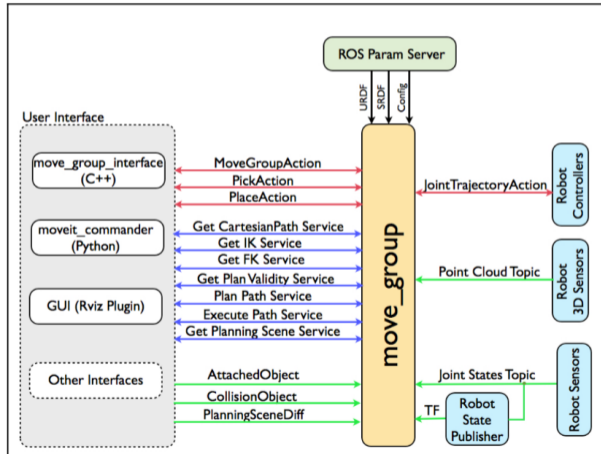 ROS Param Server
URDF
SRDF
Config
User Interface
move_group_interface
(C++)
moveit_commander
(Python)
GUI (Rviz Plugin)
Other Interfaces
MoveGroupAction
PickAction
PlaceAction
Get CartesianPath Service
Get IK Service
Get FK Service
Get Plan Validity Service
Plan Path Service
Execute Path Service
Get Planning Scene Service
AttachedObject
CollisionObject
PlanningSceneDiff
move_group
JointTrajectoryAction
Point Cloud Topic
Joint States Topic
TF
Robot
State
Publisher
Robot
Controllers
Robot
3D Sensors
Robot Sensors